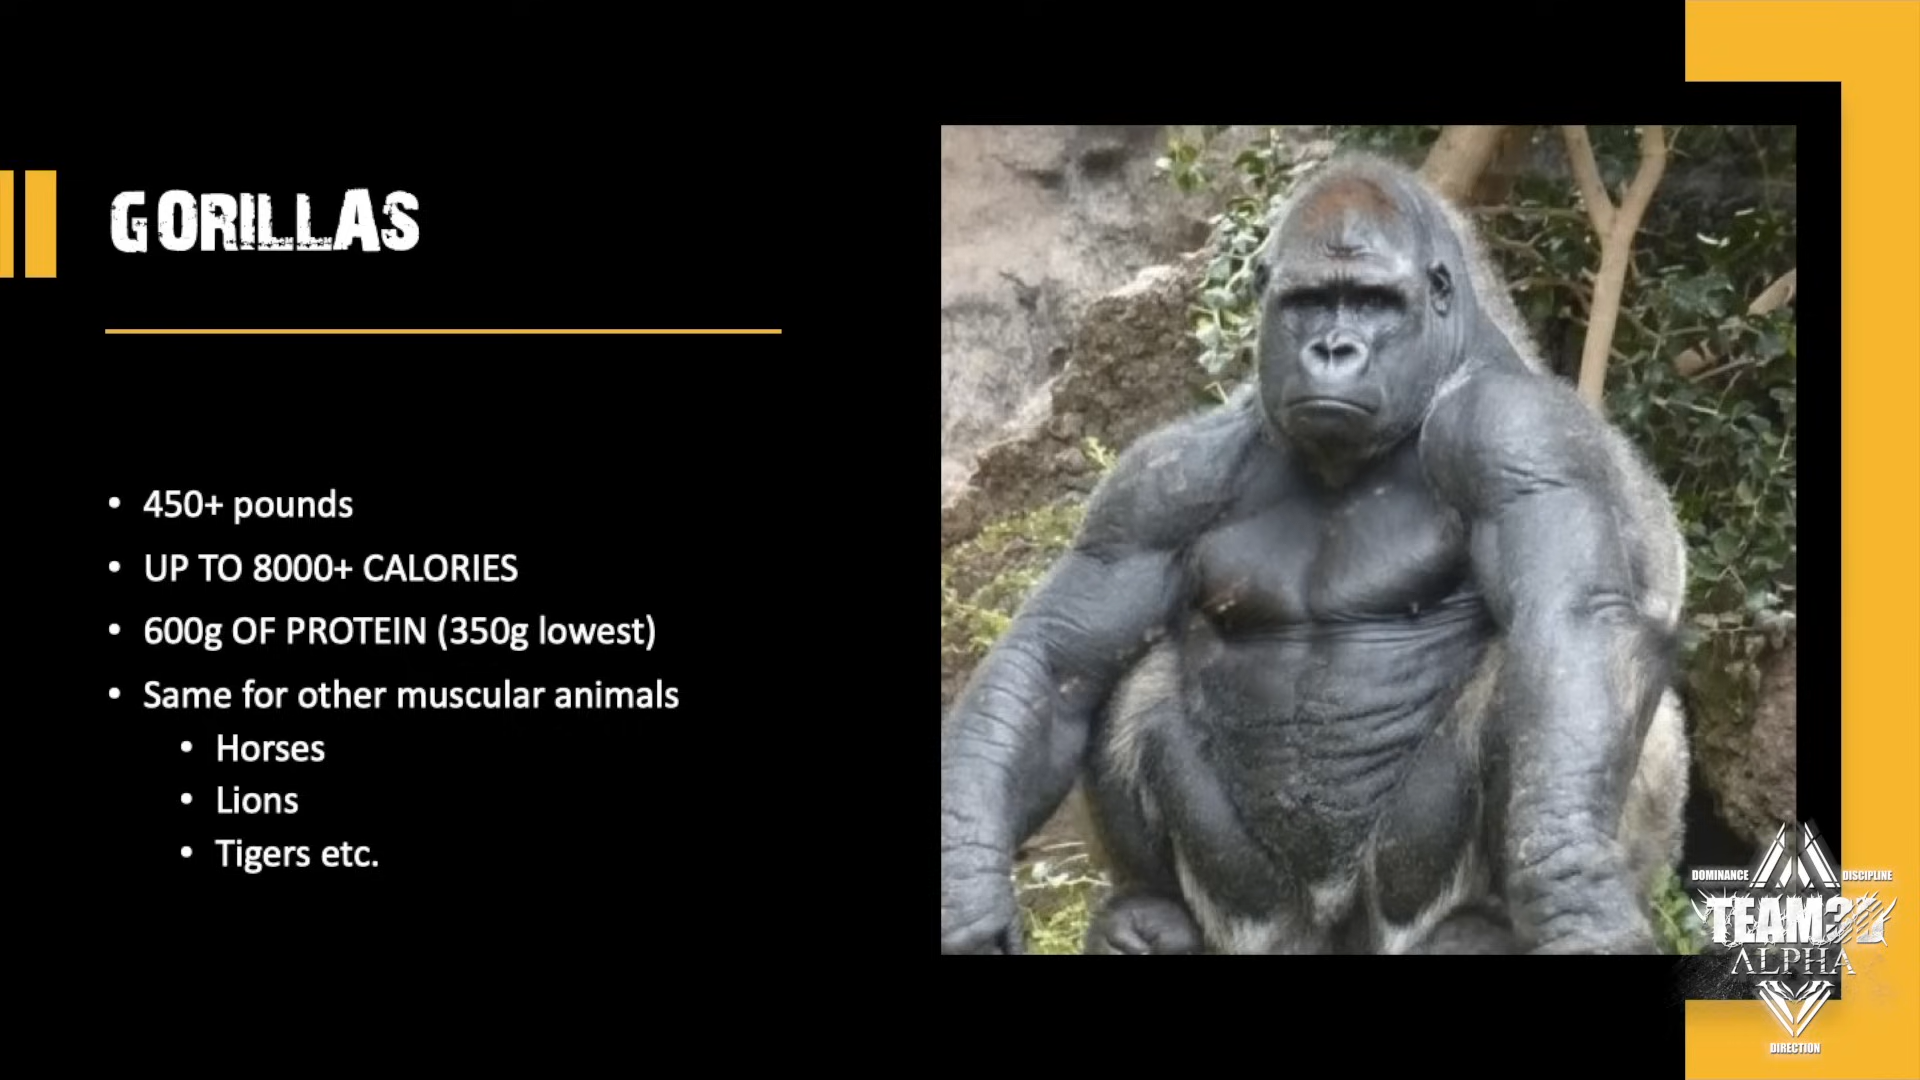 GORILLAS
• 450+ pounds
• UP TO 8000+ CALORIES
• 600g OF PROTEIN (350g lowest)
• Same for other muscular animals
• Horses
• Lions
• Tigers etc.
DOMINANCE DISCIPLINE
TEAM3D
ALPHA
DIRECTION